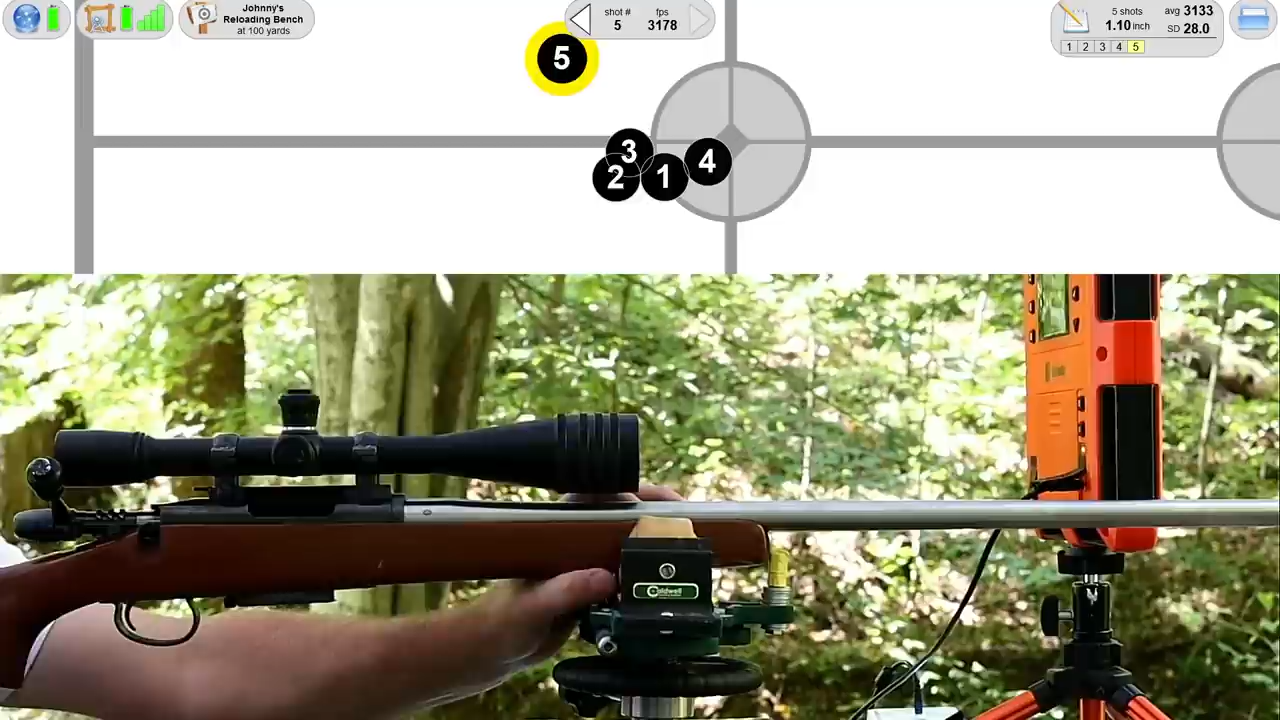 Johnny's
Reloading Bench
at 100 yards
shot #
5
fps
3178
5 shots
1.10 inch
avg 3133
SD 28.0
1 2 3 4 5
5
3
2
1
4
Caldwell